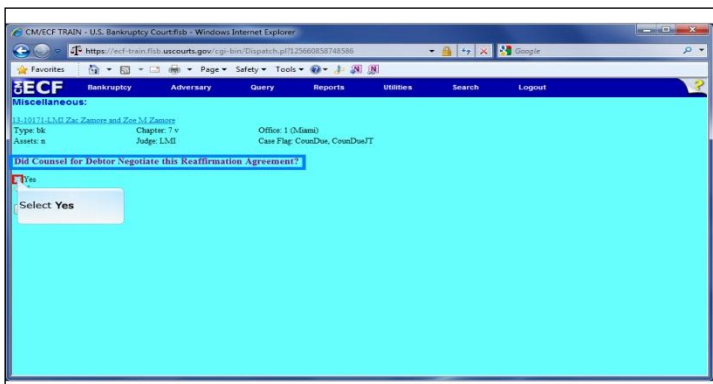 CM/ECF TRAIN - U.S. Bankruptcy Court:flsb - Windows Internet Explorer
https://ecf-train.flsb.uscourts.gov/cgi-bin/Dispatch.pl?125660858748586
Google
Favorites Page Safety Tools
ECF Bankruptcy Adversary Query Reports Utilities Search Logout ?
Miscellaneous:
13-10171-LMI Zac Zamore and Zoe M Zamore
Type: bk Chapter: 7 v Office: 1 (Miami)
Assets: n Judge: LMI Case Flag: CounDue, CounDueJT
Did Counsel for Debtor Negotiate this Reaffirmation Agreement?
Yes
Select Yes